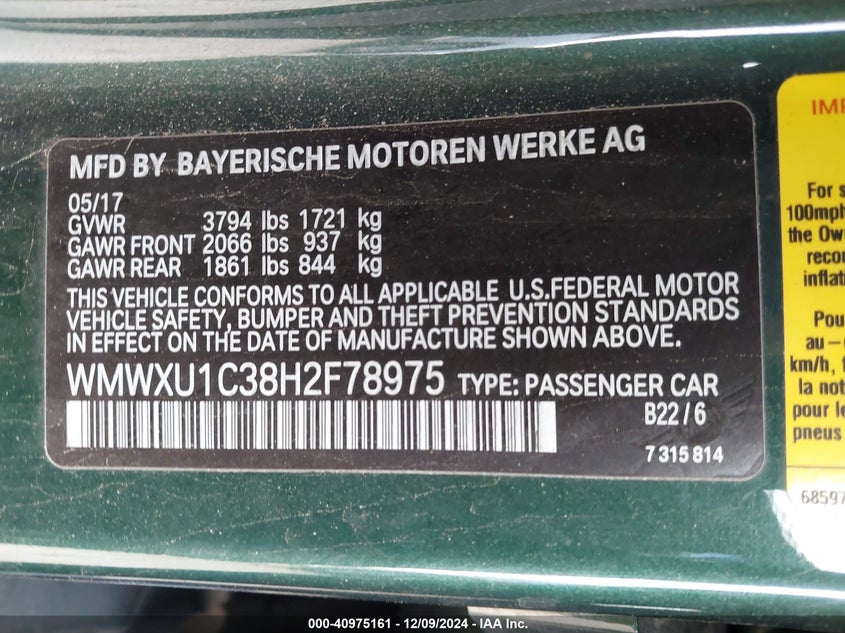 MFD BY BAYERISCHE MOTOREN WERKE AG
05/17
GVWR 3794 lbs 1721 kg
GAWR FRONT 2066 lbs 937 kg
GAWR REAR 1861 lbs 844 kg
THIS VEHICLE CONFORMS TO ALL APPLICABLE U.S.FEDERAL MOTOR
VEHICLE SAFETY, BUMPER AND THEFT PREVENTION STANDARDS
IN EFFECT ON THE DATE OF MANUFACTURE SHOWN ABOVE.
WMWXU1C38H2F78975 TYPE: PASSENGER CAR
B22/6
7 315 814
For
100mph
the Ow
recor
inflat
Pou
au –
km/h,
la not
pour le
pneus
6859
000-40975161 - 12/09/2024 - IAA Inc.